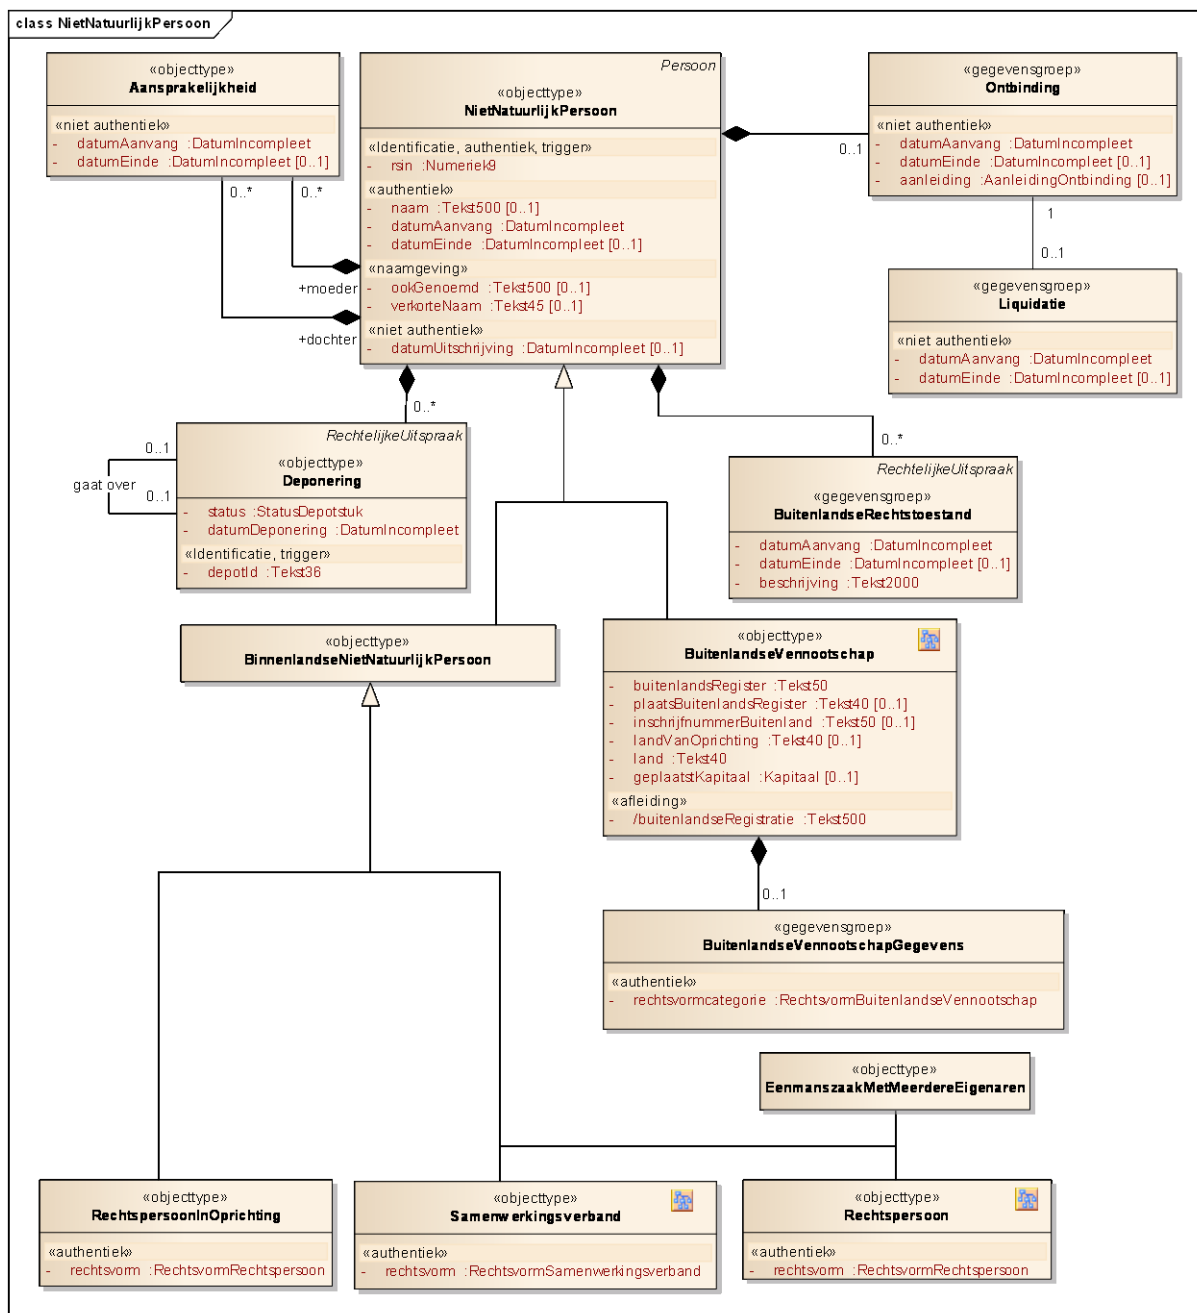 class NietNatuurlijkPersoon
«objecttype»
Aansprakelijkheid
«niet authentiek»
- datumAanvang :DatumIncompleet
- datumEinde :DatumIncompleet [0..1]
0..*
0..*
Persoon
«objecttype»
NietNatuurlijkPersoon
«Identificatie, authentiek, trigger»
- rsin :Numeriek9
«authentiek»
- naam :Tekst500 [0..1]
- datumAanvang :DatumIncompleet
- datumEinde :DatumIncompleet [0..1]
«naamgeving»
- ookGenoemd :Tekst500 [0..1]
- verkorteNaam :Tekst45 [0..1]
«niet authentiek»
- datumUitschrijving :DatumIncompleet [0..1]
+moeder
+dochter
0..1
«gegevensgroep»
Ontbinding
«niet authentiek»
- datumAanvang :DatumIncompleet
- datumEinde :DatumIncompleet [0..1]
- aanleiding :AanleidingOntbinding [0..1]
1
0..1
«gegevensgroep»
Liquidatie
«niet authentiek»
- datumAanvang :DatumIncompleet
- datumEinde :DatumIncompleet [0..1]
0..*
RechtelijkeUitspraak
«objecttype»
Deponering
- status :StatusDepotstuk
- datumDeponering :DatumIncompleet
«Identificatie, trigger»
- depotId :Tekst36
0..1
gaat over
0..1
0..*
RechtelijkeUitspraak
«gegevensgroep»
BuitenlandseRechtstoestand
- datumAanvang :DatumIncompleet
- datumEinde :DatumIncompleet [0..1]
- beschrijving :Tekst2000
«objecttype»
BinnenlandseNietNatuurlijkPersoon
«objecttype»
BuitenlandseVennootschap
- buitenlandsRegister :Tekst50
- plaatsBuitenlandsRegister :Tekst40 [0..1]
- inschrijfnummerBuitenland :Tekst50 [0..1]
- landVanOprichting :Tekst40 [0..1]
- land :Tekst40
- geplaatstKapitaal :Kapitaal [0..1]
«afleiding»
- /buitenlandseRegistratie :Tekst500
0..1
«gegevensgroep»
BuitenlandseVennootschapGegevens
«authentiek»
- rechtsvormcategorie :RechtsvormBuitenlandseVennootschap
«objecttype»
EenmanszaakMetMeerdereEigenaren
«objecttype»
RechtspersoonInOprichting
«authentiek»
- rechtsvorm :RechtsvormRechtspersoon
«objecttype»
Samenwerkingsverband
«authentiek»
- rechtsvorm :RechtsvormSamenwerkingsverband
«objecttype»
Rechtspersoon
«authentiek»
- rechtsvorm :RechtsvormRechtspersoon